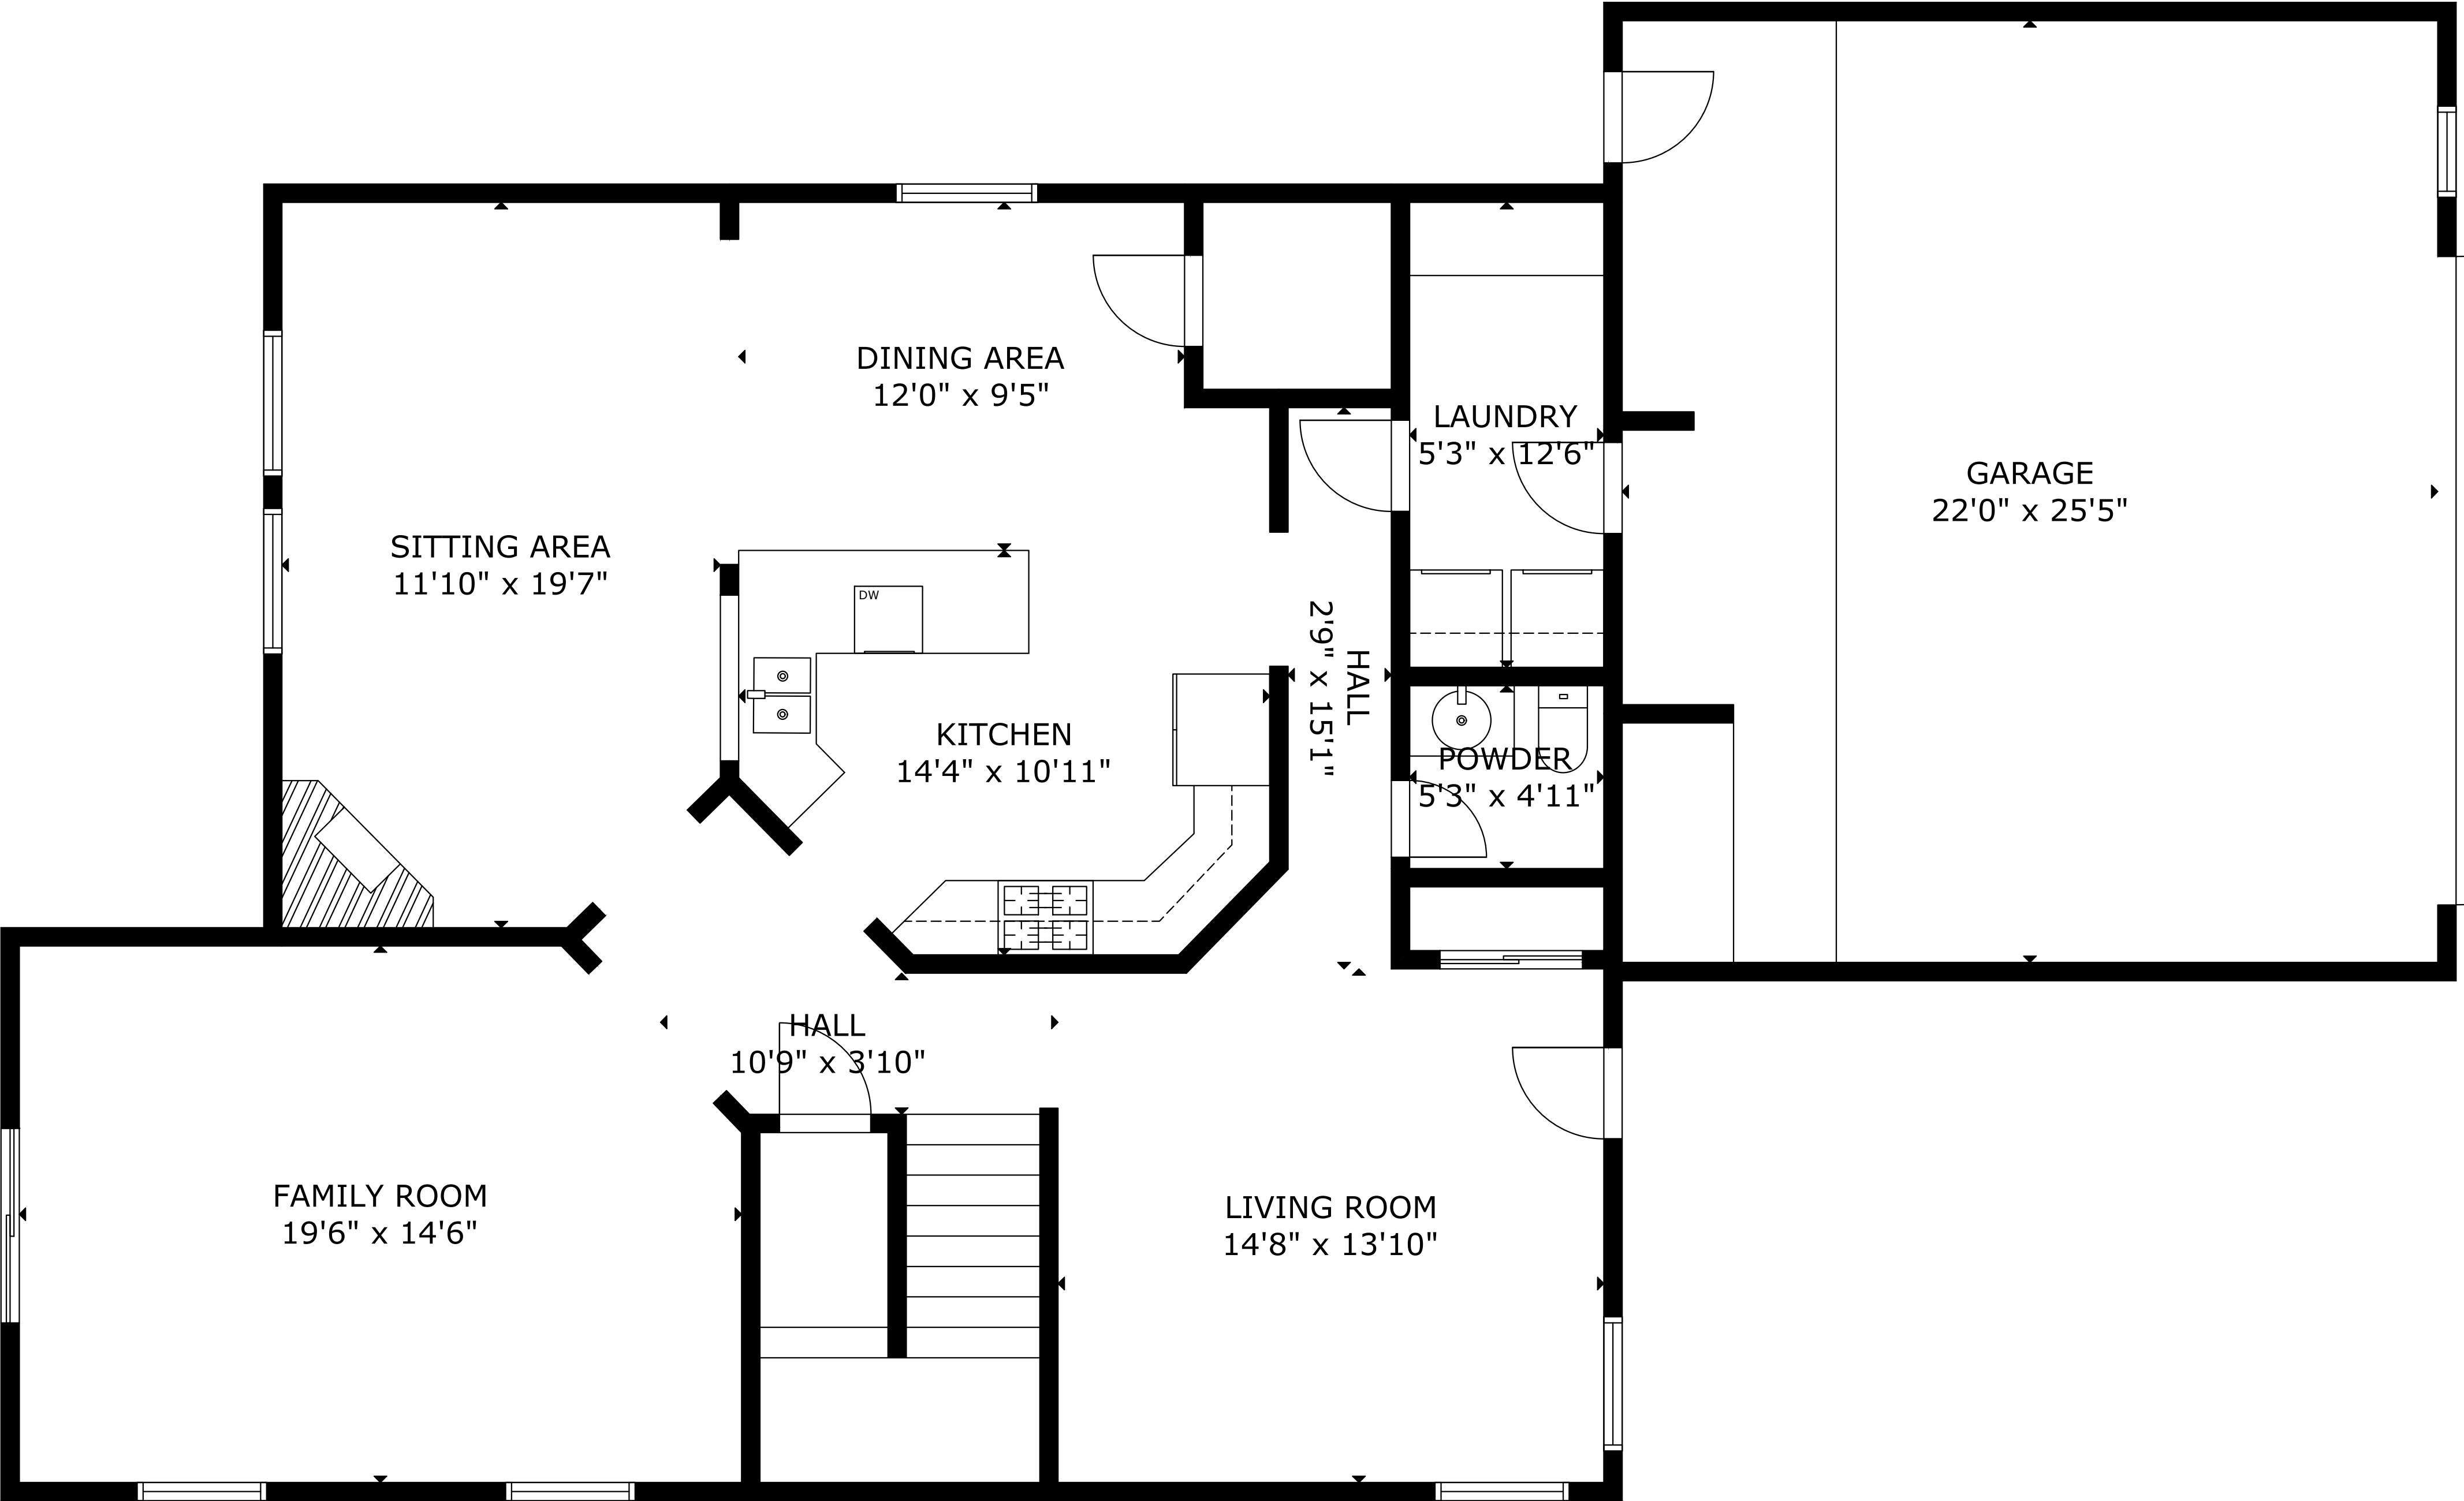 DINING AREA
12'0" x 9'5"
LAUNDRY
5'3" x 12'6"
GARAGE
22'0" x 25'5"
SITTING AREA
11'10" x 19'7"
DW
HALL
2'9" x 15'1"
KITCHEN
14'4" x 10'11"
POWDER
5'3" x 4'11"
HALL
10'9" x 3'10"
FAMILY ROOM
19'6" x 14'6"
LIVING ROOM
14'8" x 13'10"